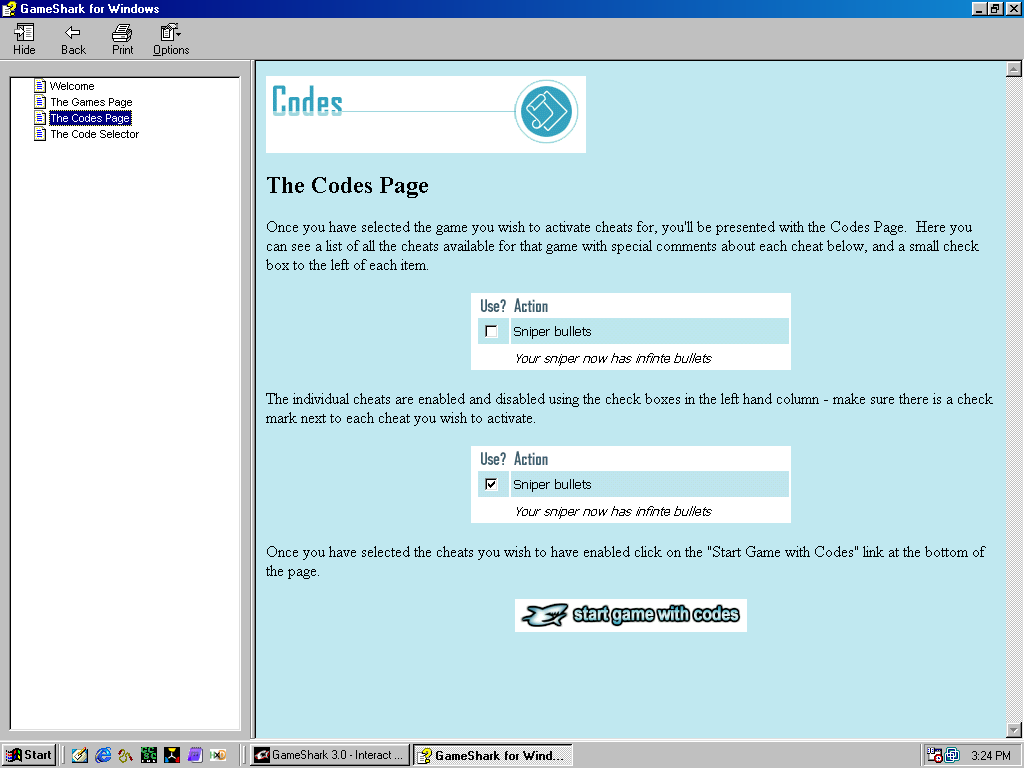 GameShark for Windows
Hide Back Print Options
Welcome
The Games Page
The Codes Page
The Code Selector
Codes
The Codes Page
Once you have selected the game you wish to activate cheats for, you'll be presented with the Codes Page.  Here you
can see a list of all the cheats available for that game with special comments about each cheat below, and a small check
box to the left of each item.
Use? Action
Sniper bullets
Your sniper now has infinte bullets
The individual cheats are enabled and disabled using the check boxes in the left hand column - make sure there is a check
mark next to each cheat you wish to activate.
Use? Action
Sniper bullets
Your sniper now has infinte bullets
Once you have selected the cheats you wish to have enabled click on the "Start Game with Codes" link at the bottom of
the page.
start game with codes
Start GameShark 3.0 - Interact ... GameShark for Wind... 3:24 PM